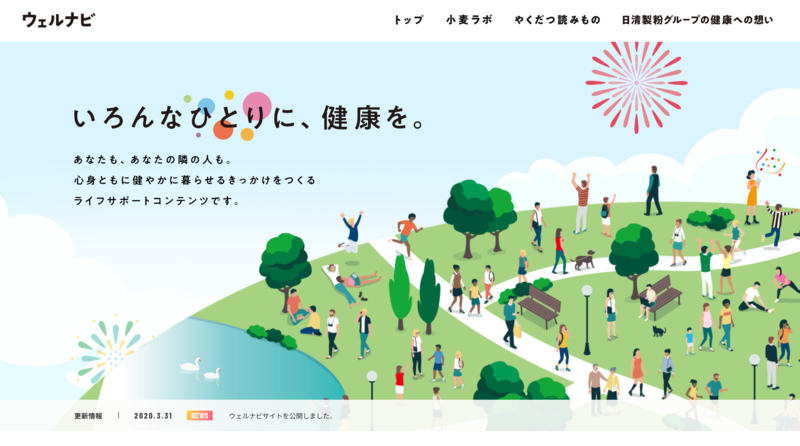 ウェルナビ
トップ
小麦ラボ
やくだつ読みもの
日清製粉グループの健康への想い
いろんなひとりに、健康を。
あなたも、あなたの隣の人も。
心身ともに健やかに暮らせるきっかけをつくる
ライフサポートコンテンツです。
更新情報
2020.3.31
NEWS
ウェルナビサイトを公開しました。